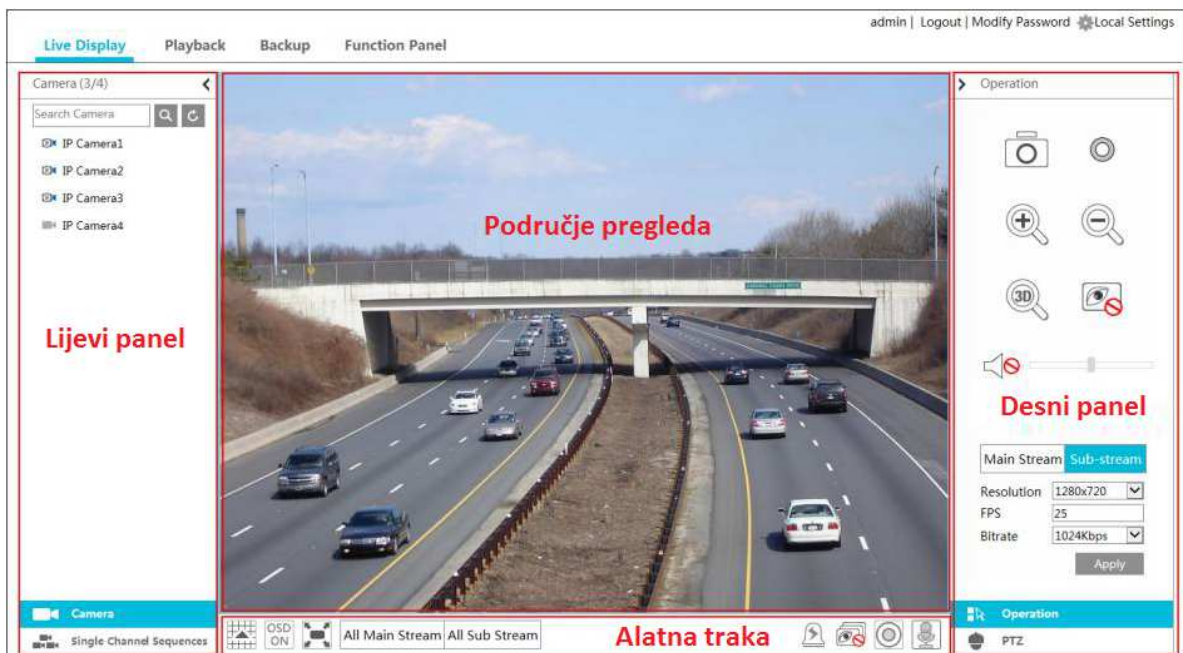 admin | Logout | Modify Password Local Settings
Live Display Playback Backup Function Panel
Camera (3/4)
Search Camera
IP Camera1
IP Camera2
IP Camera3
IP Camera4
Lijevi panel
Camera
Single Channel Sequences
Područje pregleda
OSD
ON
All Main Stream All Sub Stream
Alatna traka
Operation
3D
Desni panel
Main Stream Sub-stream
Resolution 1280x720
FPS 25
Bitrate 1024Kbps
Apply
Operation
PTZ